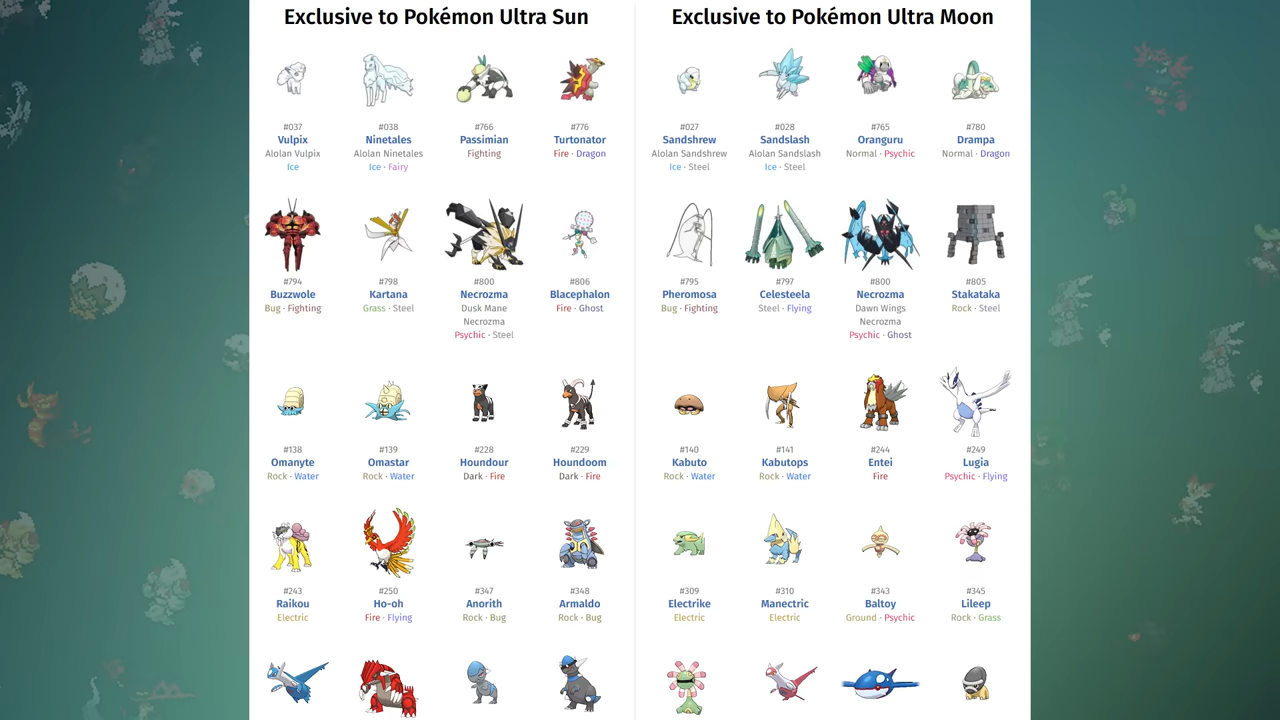 Exclusive to Pokémon Ultra Sun
#037
Vulpix
Alolan Vulpix
Ice
#038
Ninetales
Alolan Ninetales
Ice · Fairy
#766
Passimian
Fighting
#776
Turtonator
Fire · Dragon
#794
Buzzwole
Bug · Fighting
#798
Kartana
Grass · Steel
#800
Necrozma
Dusk Mane
Necrozma
Psychic · Steel
#806
Blacephalon
Fire · Ghost
#138
Omanyte
Rock · Water
#139
Omastar
Rock · Water
#228
Houndour
Dark · Fire
#229
Houndoom
Dark · Fire
#243
Raikou
Electric
#250
Ho-oh
Fire · Flying
#347
Anorith
Rock · Bug
#348
Armaldo
Rock · Bug
Exclusive to Pokémon Ultra Moon
#027
Sandshrew
Alolan Sandshrew
Ice · Steel
#028
Sandslash
Alolan Sandslash
Ice · Steel
#765
Oranguru
Normal · Psychic
#780
Drampa
Normal · Dragon
#795
Pheromosa
Bug · Fighting
#797
Celesteela
Steel · Flying
#800
Necrozma
Dawn Wings
Necrozma
Psychic · Ghost
#805
Stakataka
Rock · Steel
#140
Kabuto
Rock · Water
#141
Kabutops
Rock · Water
#244
Entei
Fire
#249
Lugia
Psychic · Flying
#309
Electrike
Electric
#310
Manectric
Electric
#343
Baltoy
Ground · Psychic
#345
Lileep
Rock · Grass